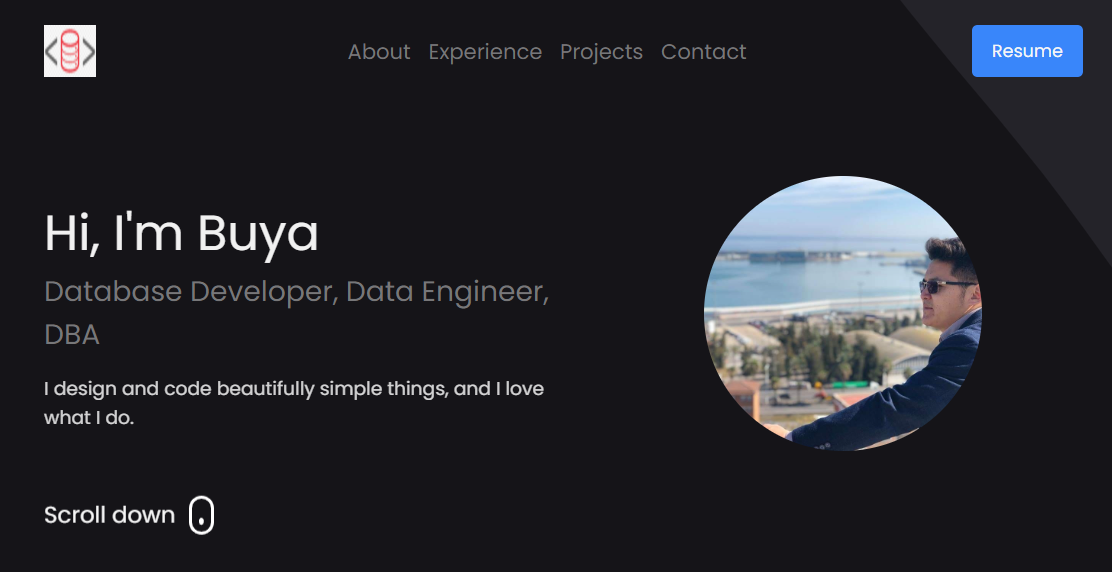 About Experience Projects Contact
Resume
Hi, I'm Buya
Database Developer, Data Engineer,
DBA
I design and code beautifully simple things, and I love
what I do.
Scroll down